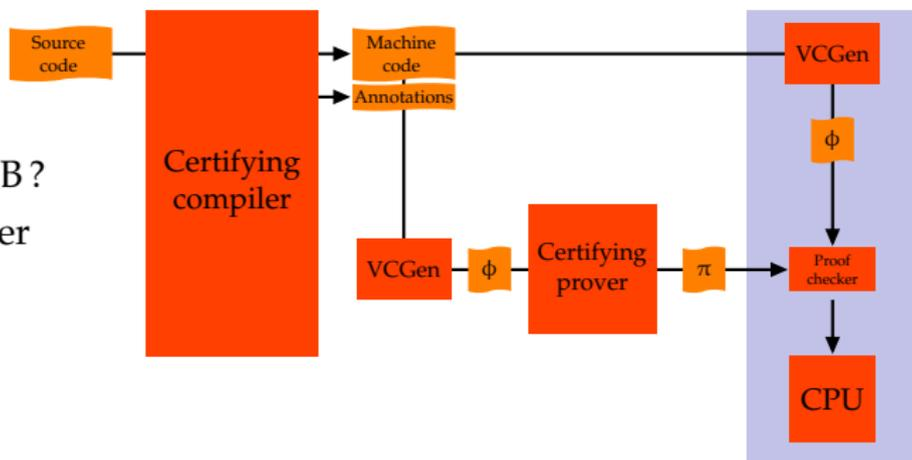 Source
code
Certifying
compiler
Machine
code
Annotations
VCGen
ϕ
B ?
er
VCGen
ϕ
Certifying
prover
π
Proof
checker
CPU